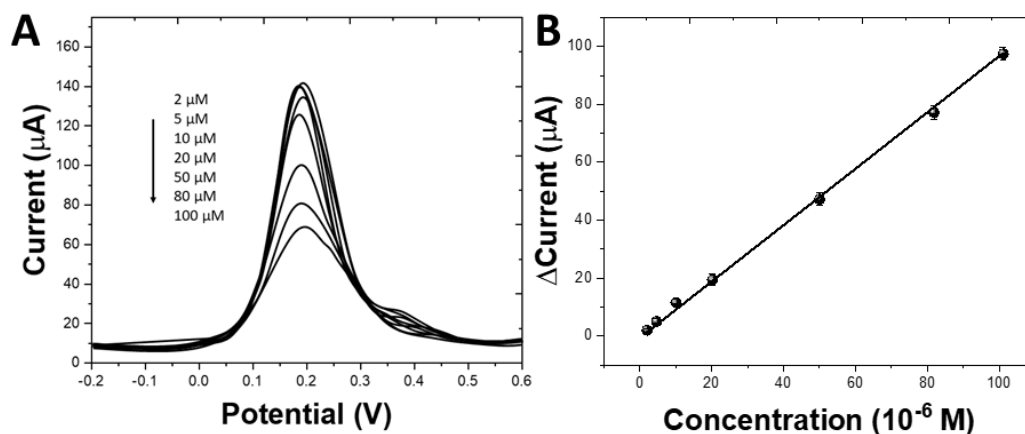 A
Current (µA)
160
140
120
100
80
60
40
20
0
2 µM
5 µM
10 µM
20 µM
50 µM
80 µM
100 µM
-0.2
-0.1
0.0
0.1
0.2
0.3
0.4
0.5
0.6
Potential (V)
B
ΔCurrent (µA)
100
80
60
40
20
0
0
20
40
60
80
100
Concentration (10⁻⁶ M)